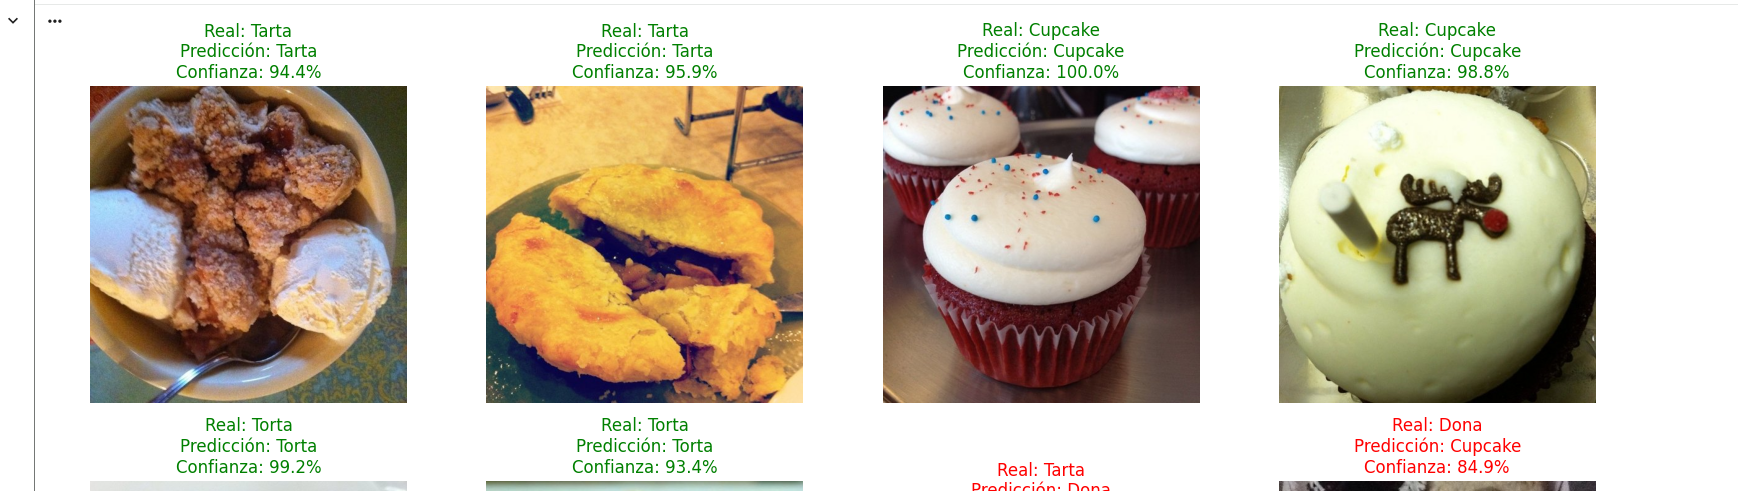 Real: Tarta
Predicción: Tarta
Confianza: 94.4%
Real: Tarta
Predicción: Tarta
Confianza: 95.9%
Real: Cupcake
Predicción: Cupcake
Confianza: 100.0%
Real: Cupcake
Predicción: Cupcake
Confianza: 98.8%
Real: Torta
Predicción: Torta
Confianza: 99.2%
Real: Torta
Predicción: Torta
Confianza: 93.4%
Real: Tarta
Predicción: Dona
Real: Dona
Predicción: Cupcake
Confianza: 84.9%